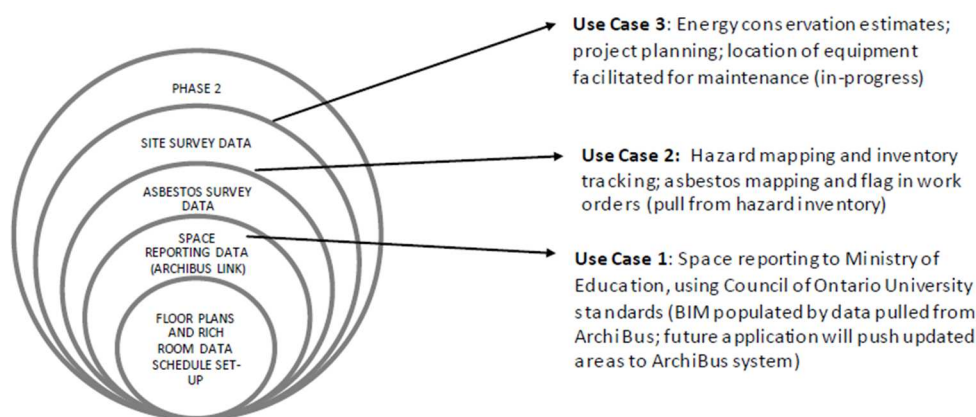 PHASE 2
SITE SURVEY DATA
ASBESTOS SURVEY
DATA
SPACE
REPORTING DATA
(ARCHIBUS LINK)
FLOOR PLANS
AND RICH
ROOM DATA
SCHEDULE SET-
UP
Use Case 3: Energy conservation estimates;
project planning; location of equipment
facilitated for maintenance (in-progress)
Use Case 2: Hazard mapping and inventory
tracking; asbestos mapping and flag in work
orders (pull from hazard inventory)
Use Case 1: Space reporting to Ministry of
Education, using Council of Ontario University
standards (BIM populated by data pulled from
ArchiBus; future application will push updated
areas to ArchiBus system)